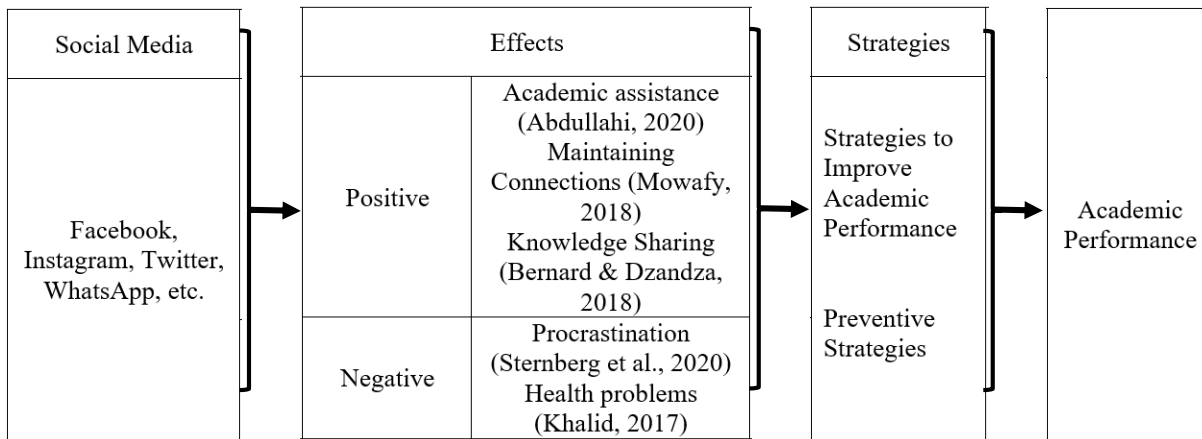 Social Media
Facebook,
Instagram, Twitter,
WhatsApp, etc.
Effects
Positive
Academic assistance
(Abdullahi, 2020)
Maintaining
Connections (Mowafy,
2018)
Knowledge Sharing
(Bernard & Dzandza,
2018)
Negative
Procrastination
(Sternberg et al., 2020)
Health problems
(Khalid, 2017)
Strategies
Strategies to
Improve
Academic
Performance
Preventive
Strategies
Academic
Performance